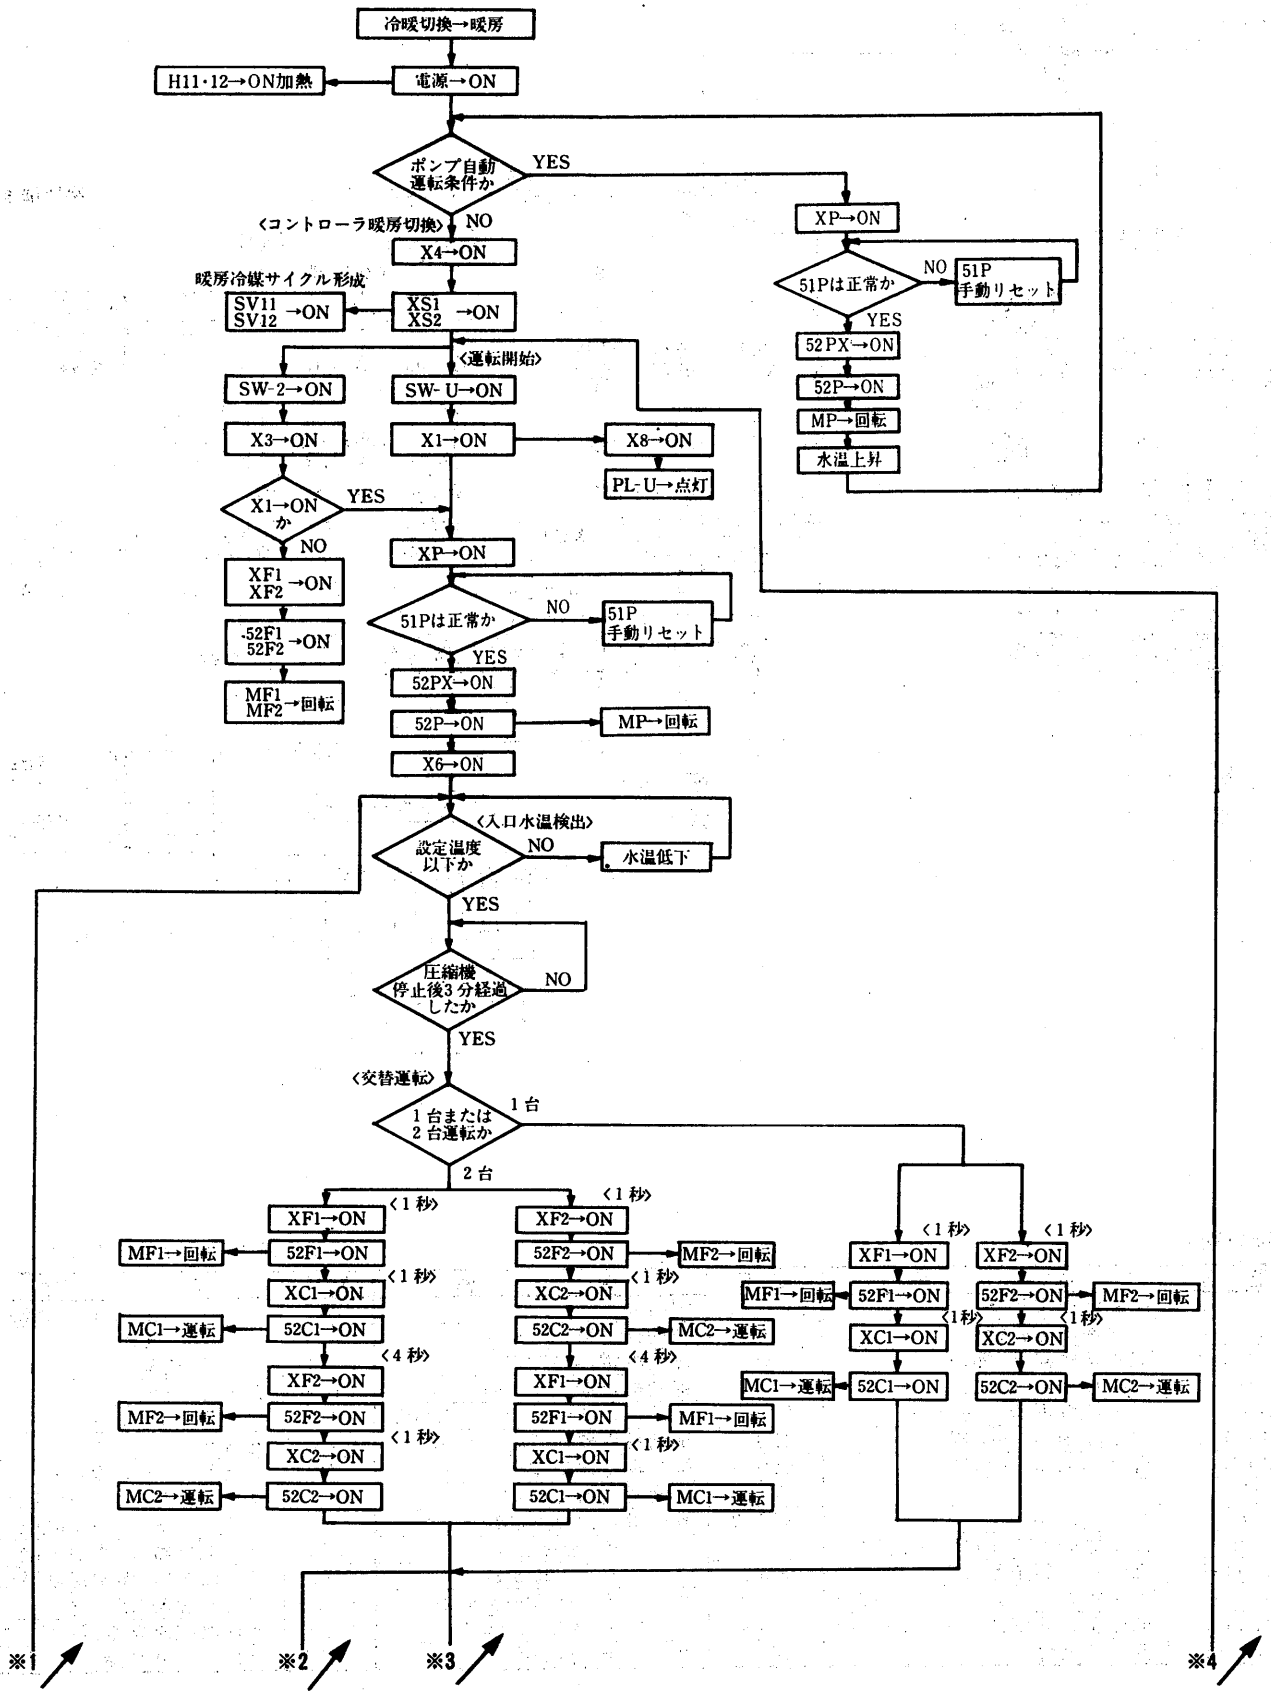 冷暖切換→暖房
H11・12→ON加熱
電源→ON
ポンプ自動
運転条件か
YES
NO
〈コントローラ暖房切換〉
X4→ON
暖房冷媒サイクル形成
SV11
SV12 →ON
XS1
XS2 →ON
XP→ON
51Pは正常か
NO
51P
手動リセット
YES
52PX→ON
52P→ON
MP→回転
水温上昇
〈運転開始〉
SW-2→ON
SW-U→ON
X3→ON
X1→ON
X8→ON
PL-U→点灯
X1→ON
か
YES
NO
XF1
XF2 →ON
52F1
52F2 →ON
MF1
MF2 →回転
XP→ON
51Pは正常か
NO
51P
手動リセット
YES
52PX→ON
52P→ON
MP→回転
X6→ON
〈入口水温検出〉
設定温度
以下か
NO
水温低下
YES
圧縮機
停止後3分経過
したか
NO
YES
〈交替運転〉
1台または
2台運転か
1台
2台
〈1秒〉
XF1→ON
MF1→回転
52F1→ON
〈1秒〉
XC1→ON
MC1→運転
52C1→ON
〈4秒〉
XF2→ON
MF2→回転
52F2→ON
〈1秒〉
XC2→ON
MC2→運転
52C2→ON
〈1秒〉
XF2→ON
52F2→ON
MF2→回転
〈1秒〉
XC2→ON
52C2→ON
MC2→運転
〈4秒〉
XF1→ON
52F1→ON
MF1→回転
〈1秒〉
XC1→ON
52C1→ON
MC1→運転
〈1秒〉
XF1→ON
MF1→回転
52F1→ON
〈1秒〉
XC1→ON
MC1→運転
52C1→ON
〈1秒〉
XF2→ON
52F2→ON
MF2→回転
〈1秒〉
XC2→ON
52C2→ON
MC2→運転
※1
※2
※3
※4